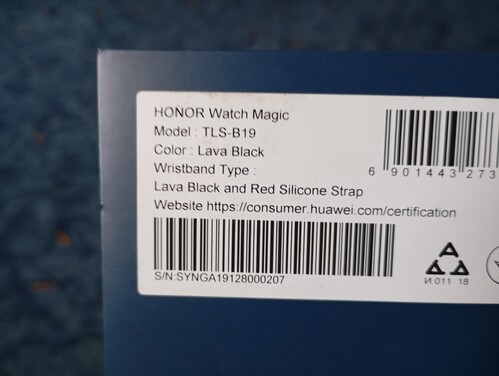 HONOR Watch Magic
Model : TLS-B19
Color : Lava Black
Wristband Type :
Lava Black and Red Silicone Strap
Website https://consumer.huawei.com/certification
S/N:SYNGA19128000207
6 901443 273
И 011 18